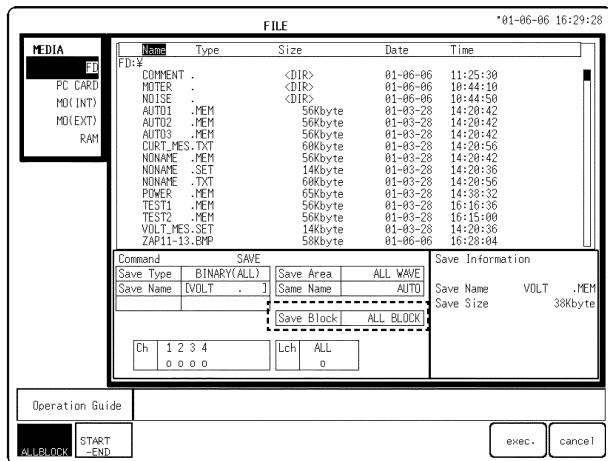 FILE
'01-06-06 16:29:28
MEDIA
FD
PC CARD
MO(INT)
MO(EXT)
RAM
Name Type Size Date Time
FD:¥
COMMENT . <DIR> 01-06-06 11:25:30
MOTER . <DIR> 01-06-06 10:44:10
NOISE . <DIR> 01-06-06 10:44:50
AUTO1 .MEM 56Kbyte 01-03-28 14:20:42
AUTO2 .MEM 56Kbyte 01-03-28 14:20:42
AUTO3 .MEM 56Kbyte 01-03-28 14:20:42
CURT_MES.TXT 60Kbyte 01-03-28 14:20:56
NONAME .MEM 56Kbyte 01-03-28 14:20:42
NONAME .SET 14Kbyte 01-03-28 14:20:36
NONAME .TXT 60Kbyte 01-03-28 14:20:56
POWER .MEM 65Kbyte 01-03-28 14:38:32
TEST1 .MEM 56Kbyte 01-03-28 16:16:36
TEST2 .MEM 56Kbyte 01-03-28 16:15:00
VOLT_MES.SET 14Kbyte 01-03-28 14:20:36
ZAP11-13.BMP 58Kbyte 01-06-06 16:28:04
Command SAVE
Save Type BINARY(ALL) Save Area ALL WAVE
Save Name [VOLT . ] Same Name AUTO
Save Block ALL BLOCK
Ch 1 2 3 4
o o o o
Lch ALL
o
Save Information
Save Name VOLT .MEM
Save Size 38Kbyte
Operation Guide
ALLBLOCK
START
-END
exec.
cancel